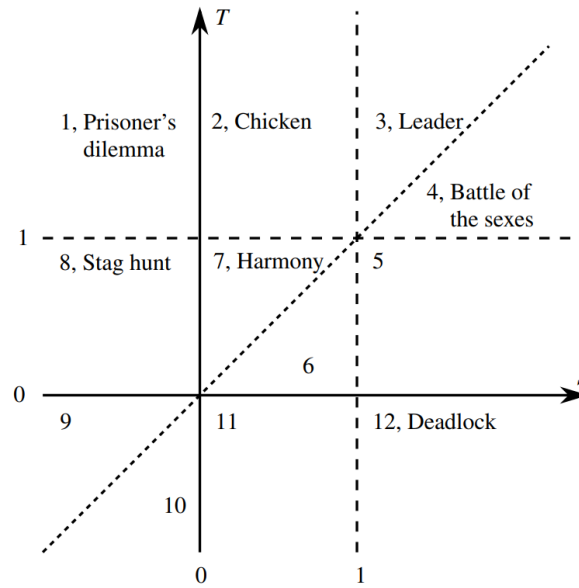 T
1, Prisoner's
dilemma
2, Chicken
3, Leader
4, Battle of
the sexes
1
8, Stag hunt
7, Harmony
5
6
0
9
11
12, Deadlock
10
0
1